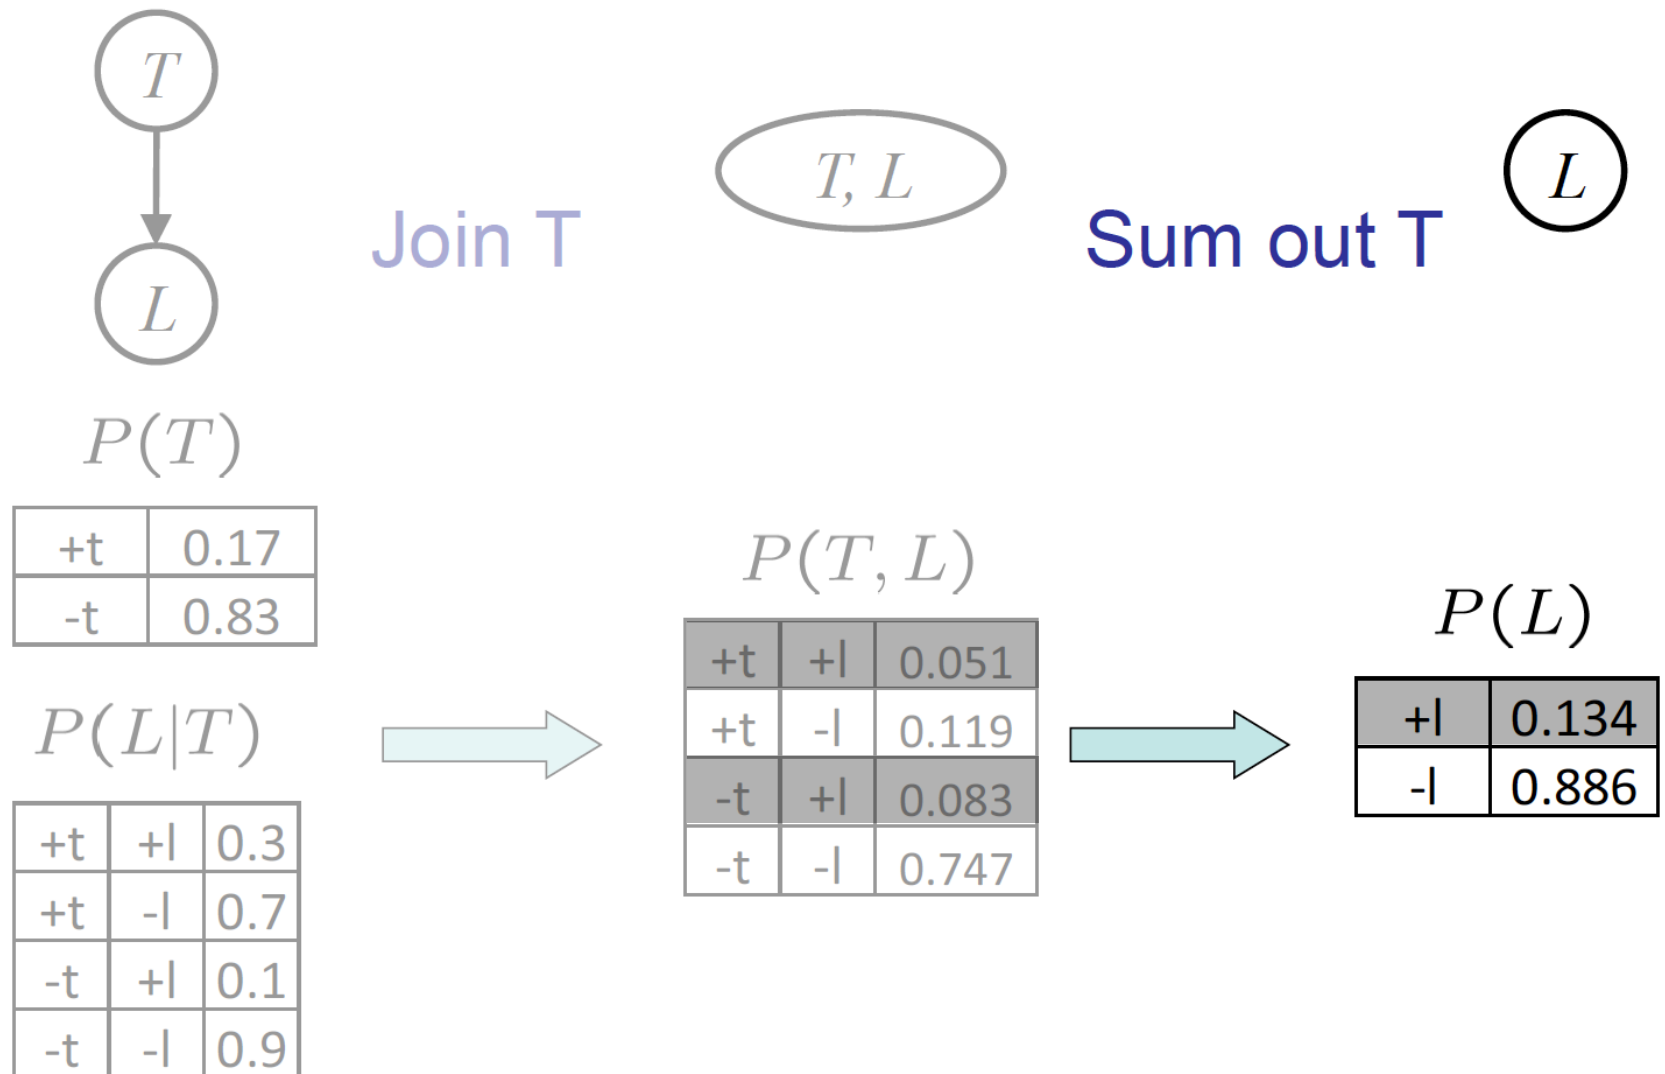 T
L
Join T
T, L
Sum out T
L
P(T)
+t 0.17
-t 0.83
P(L|T)
+t +l 0.3
+t -l 0.7
-t +l 0.1
-t -l 0.9
P(T, L)
+t +l 0.051
+t -l 0.119
-t +l 0.083
-t -l 0.747
P(L)
+l 0.134
-l 0.886